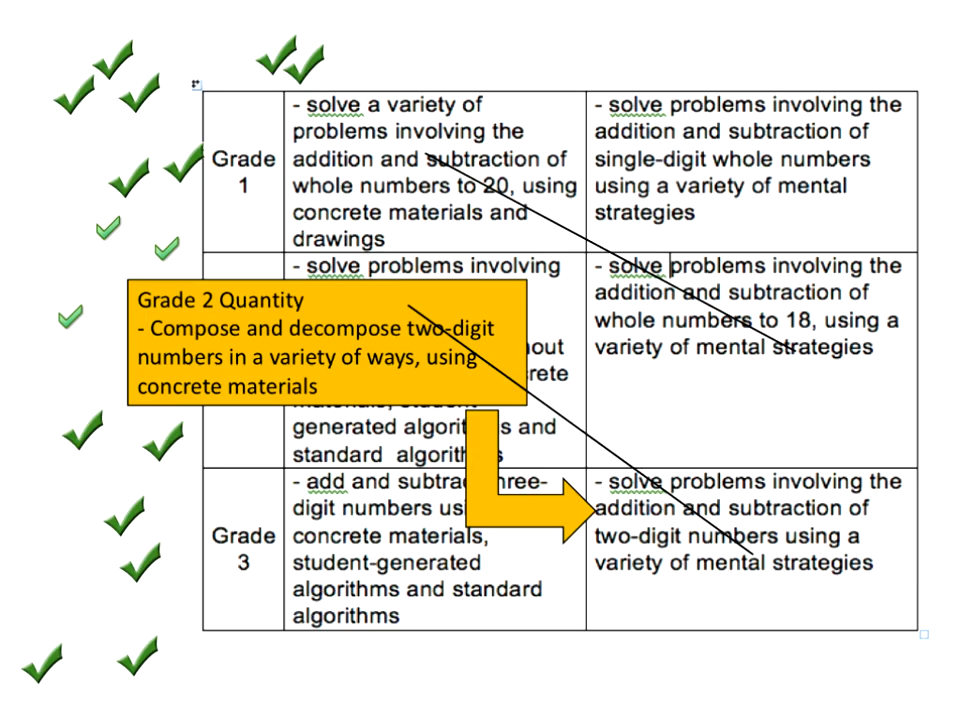 Grade
1
- solve a variety of
problems involving the
addition and subtraction of
whole numbers to 20, using
concrete materials and
drawings
- solve problems involving the
addition and subtraction of
single-digit whole numbers
using a variety of mental
strategies
- solve problems involving
generated algorithms and
standard algorithms
- solve problems involving the
addition and subtraction of
whole numbers to 18, using a
variety of mental strategies
Grade 2 Quantity
- Compose and decompose two-digit
numbers in a variety of ways, using
concrete materials
Grade
3
- add and subtract three-
digit numbers using
concrete materials,
student-generated
algorithms and standard
algorithms
- solve problems involving the
addition and subtraction of
two-digit numbers using a
variety of mental strategies